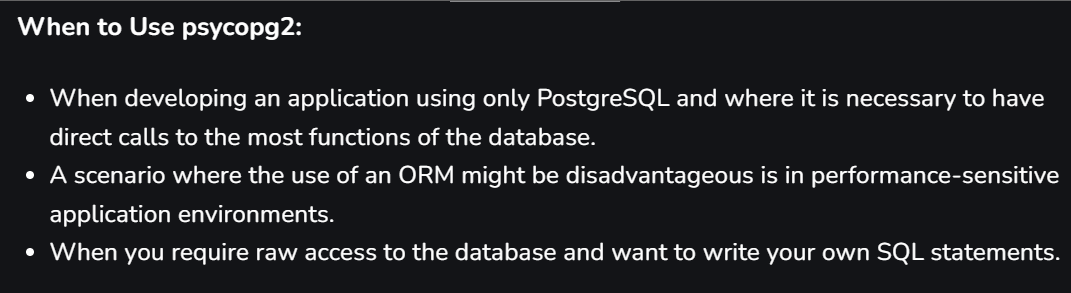 When to Use psycopg2:
• When developing an application using only PostgreSQL and where it is necessary to have
direct calls to the most functions of the database.
• A scenario where the use of an ORM might be disadvantageous is in performance-sensitive
application environments.
• When you require raw access to the database and want to write your own SQL statements.